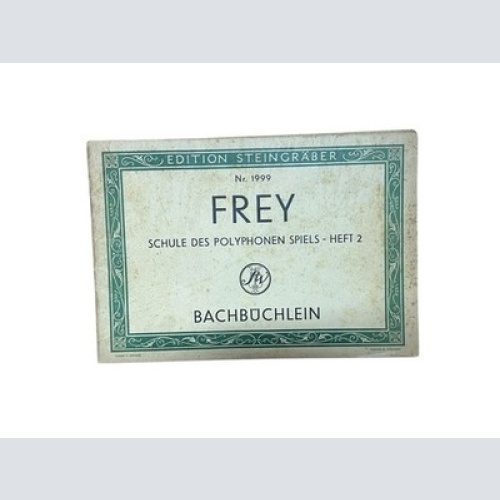 EDITION STEINGRÄBER
Nr. 1999
FREY
SCHULE DES POLYPHONEN SPIELS - HEFT 2
BACHBÜCHLEIN